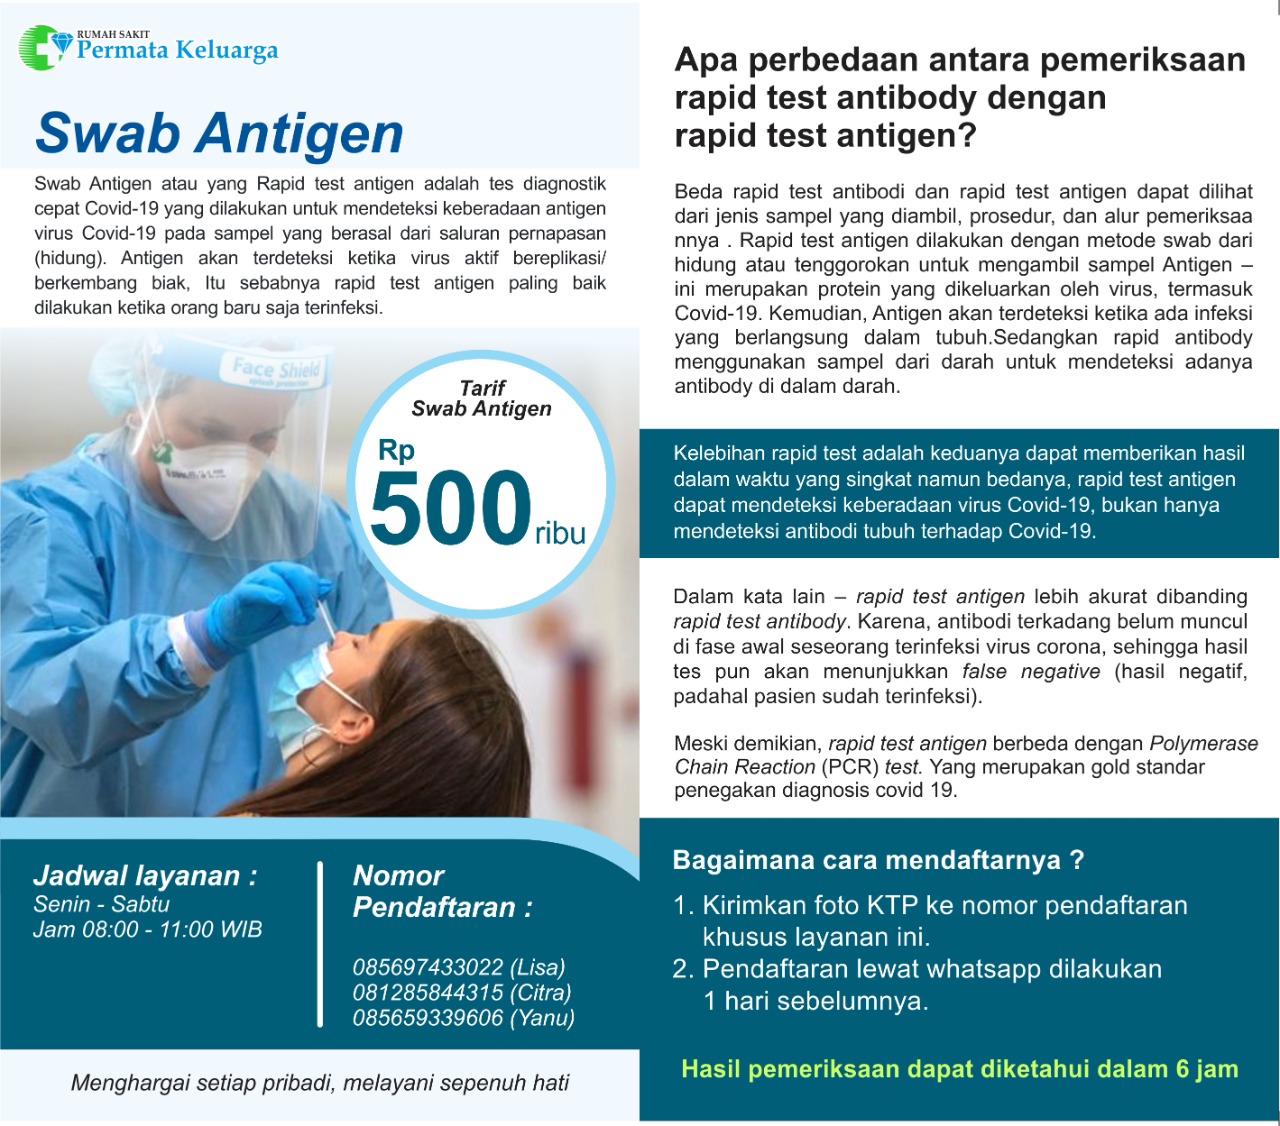 RUMAH SAKIT
Permata Keluarga
Swab Antigen
Swab Antigen atau yang Rapid test antigen adalah tes diagnostik
cepat Covid-19 yang dilakukan untuk mendeteksi keberadaan antigen
virus Covid-19 pada sampel yang berasal dari saluran pernapasan
(hidung). Antigen akan terdeteksi ketika virus aktif bereplikasi/
berkembang biak, Itu sebabnya rapid test antigen paling baik
dilakukan ketika orang baru saja terinfeksi.
Face Shield
splash protection
Tarif
Swab Antigen
Rp
500 ribu
Jadwal layanan :
Senin - Sabtu
Jam 08:00 - 11:00 WIB
Nomor
Pendaftaran :
085697433022 (Lisa)
081285844315 (Citra)
085659339606 (Yanu)
Menghargai setiap pribadi, melayani sepenuh hati
Apa perbedaan antara pemeriksaan
rapid test antibody dengan
rapid test antigen?
Beda rapid test antibodi dan rapid test antigen dapat dilihat
dari jenis sampel yang diambil, prosedur, dan alur pemeriksaa
nnya . Rapid test antigen dilakukan dengan metode swab dari
hidung atau tenggorokan untuk mengambil sampel Antigen –
ini merupakan protein yang dikeluarkan oleh virus, termasuk
Covid-19. Kemudian, Antigen akan terdeteksi ketika ada infeksi
yang berlangsung dalam tubuh.Sedangkan rapid antibody
menggunakan sampel dari darah untuk mendeteksi adanya
antibody di dalam darah.
Kelebihan rapid test adalah keduanya dapat memberikan hasil
dalam waktu yang singkat namun bedanya, rapid test antigen
dapat mendeteksi keberadaan virus Covid-19, bukan hanya
mendeteksi antibodi tubuh terhadap Covid-19.
Dalam kata lain – rapid test antigen lebih akurat dibanding
rapid test antibody. Karena, antibodi terkadang belum muncul
di fase awal seseorang terinfeksi virus corona, sehingga hasil
tes pun akan menunjukkan false negative (hasil negatif,
padahal pasien sudah terinfeksi).
Meski demikian, rapid test antigen berbeda dengan Polymerase
Chain Reaction (PCR) test. Yang merupakan gold standar
penegakan diagnosis covid 19.
Bagaimana cara mendaftarnya ?
1. Kirimkan foto KTP ke nomor pendaftaran
khusus layanan ini.
2. Pendaftaran lewat whatsapp dilakukan
1 hari sebelumnya.
Hasil pemeriksaan dapat diketahui dalam 6 jam